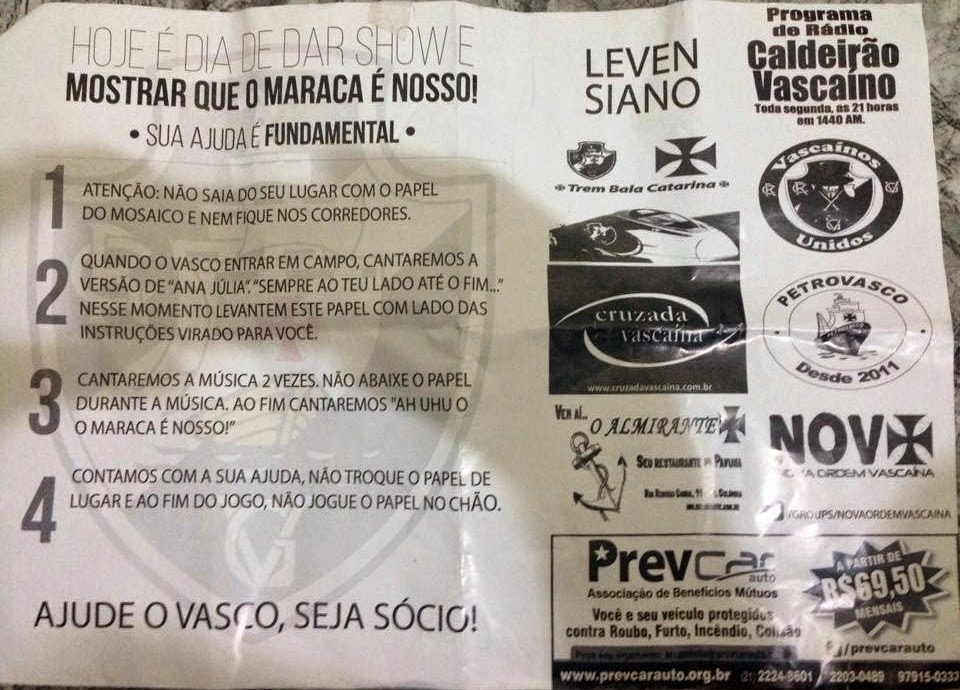 HOJE É DIA DE DAR SHOW E
MOSTRAR QUE O MARACA É NOSSO!
• SUA AJUDA É FUNDAMENTAL •
1 ATENÇÃO: NÃO SAIA DO SEU LUGAR COM O PAPEL
DO MOSAICO E NEM FIQUE NOS CORREDORES.
2 QUANDO O VASCO ENTRAR EM CAMPO, CANTAREMOS A
VERSÃO DE "ANA JÚLIA". "SEMPRE AO TEU LADO ATÉ O FIM..."
NESSE MOMENTO LEVANTEM ESTE PAPEL COM LADO DAS
INSTRUÇÕES VIRADO PARA VOCÊ.
3 CANTAREMOS A MÚSICA 2 VEZES. NÃO ABAIXE O PAPEL
DURANTE A MÚSICA. AO FIM CANTAREMOS "AH UHU O
O MARACA É NOSSO!"
4 CONTAMOS COM A SUA AJUDA, NÃO TROQUE O PAPEL DE
LUGAR E AO FIM DO JOGO, NÃO JOGUE O PAPEL NO CHÃO.
AJUDE O VASCO, SEJA SÓCIO!
LEVEN
SIANO
Trem Bala Catarina
cruzada
vascaína
www.cruzadavascaina.com.br
VEM AÍ..
O ALMIRANTE
SEU RESTAURANTE
Programa
de Rádio
Caldeirão
Vascaíno
Toda segunda, as 21 horas
em 1440 AM.
Vascaínos
Unidos
PETROVASCO
Desde 2011
NOV
NOVA ORDEM VASCAÍNA
/GROUPS/NOVAORDEMVASCAINA
PrevCar
auto
Associação de Benefícios Mútuos
Você e seu veículo protegidos
contra Roubo, Furto, Incêndio, Colisão
A PARTIR DE
R$69,50
MENSAIS
/prevcarauto
www.prevcarauto.org.br (21) 2224-8601 / 2203-0489 97915-0333